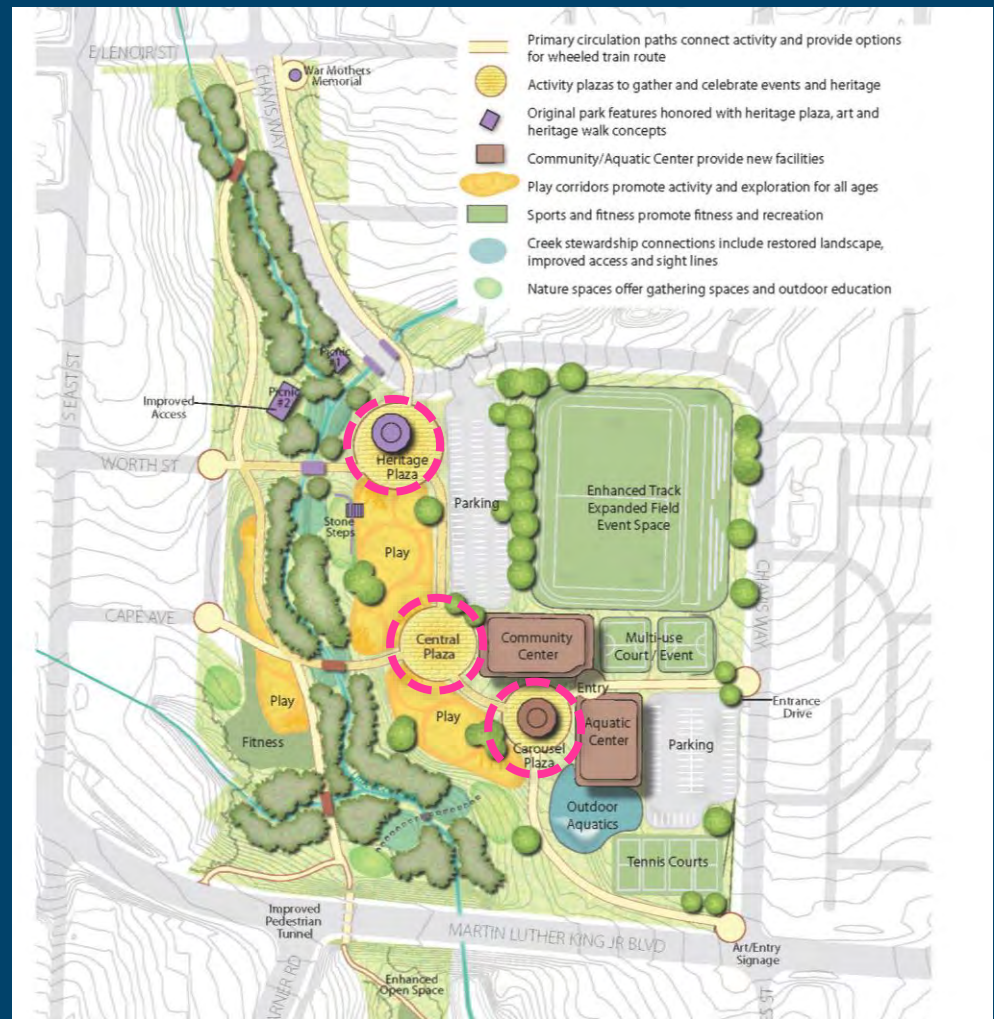 E LENOIR ST
CHAVIS WAY
War Mothers
Memorial
Primary circulation paths connect activity and provide options
for wheeled train route
Activity plazas to gather and celebrate events and heritage
Original park features honored with heritage plaza, art and
heritage walk concepts
Community/Aquatic Center provide new facilities
Play corridors promote activity and exploration for all ages
Sports and fitness promote fitness and recreation
Creek stewardship connections include restored landscape,
improved access and sight lines
Nature spaces offer gathering spaces and outdoor education
S EAST ST
Picnic
#1
Picnic
#2
Improved
Access
WORTH ST
Heritage
Plaza
Parking
Enhanced Track
Expanded Field
Event Space
Stone
Steps
Play
CHAVIS WAY
CAPE AVE
Central
Plaza
Community
Center
Multi-use
Court / Event
Entry
Entrance
Drive
Play
Play
Fitness
Carousel
Plaza
Aquatic
Center
Parking
Outdoor
Aquatics
Tennis Courts
Improved
Pedestrian
Tunnel
MARTIN LUTHER KING JR BLVD
Art/Entry
Signage
Enhanced
Open Space
ARNER RD
ST